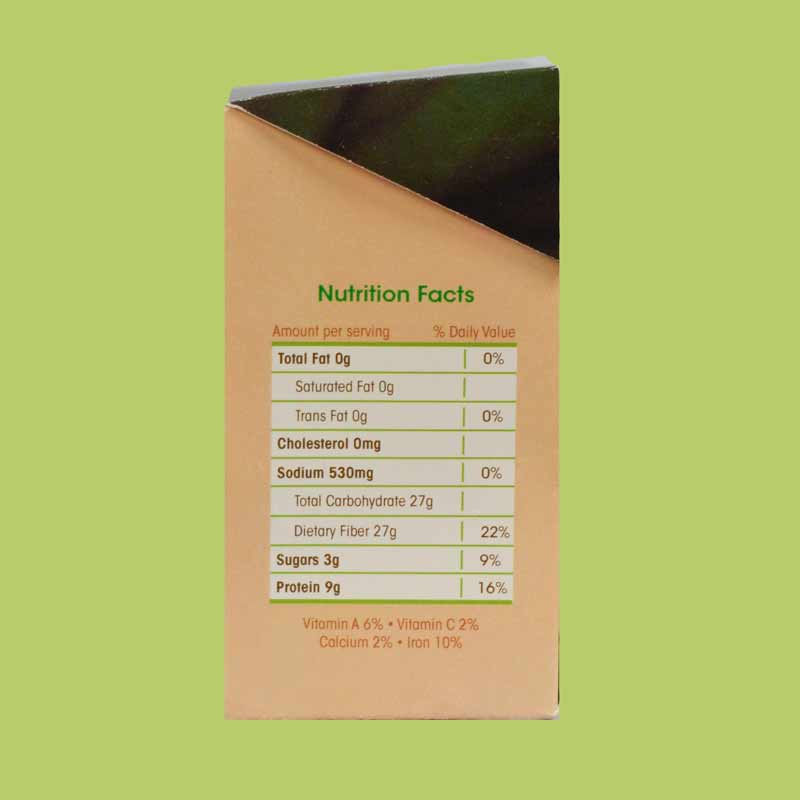 Nutrition Facts
Amount per serving % Daily Value
Total Fat 0g 0%
Saturated Fat 0g
Trans Fat 0g 0%
Cholesterol 0mg
Sodium 530mg 0%
Total Carbohydrate 27g
Dietary Fiber 27g 22%
Sugars 3g 9%
Protein 9g 16%
Vitamin A 6% • Vitamin C 2%
Calcium 2% • Iron 10%